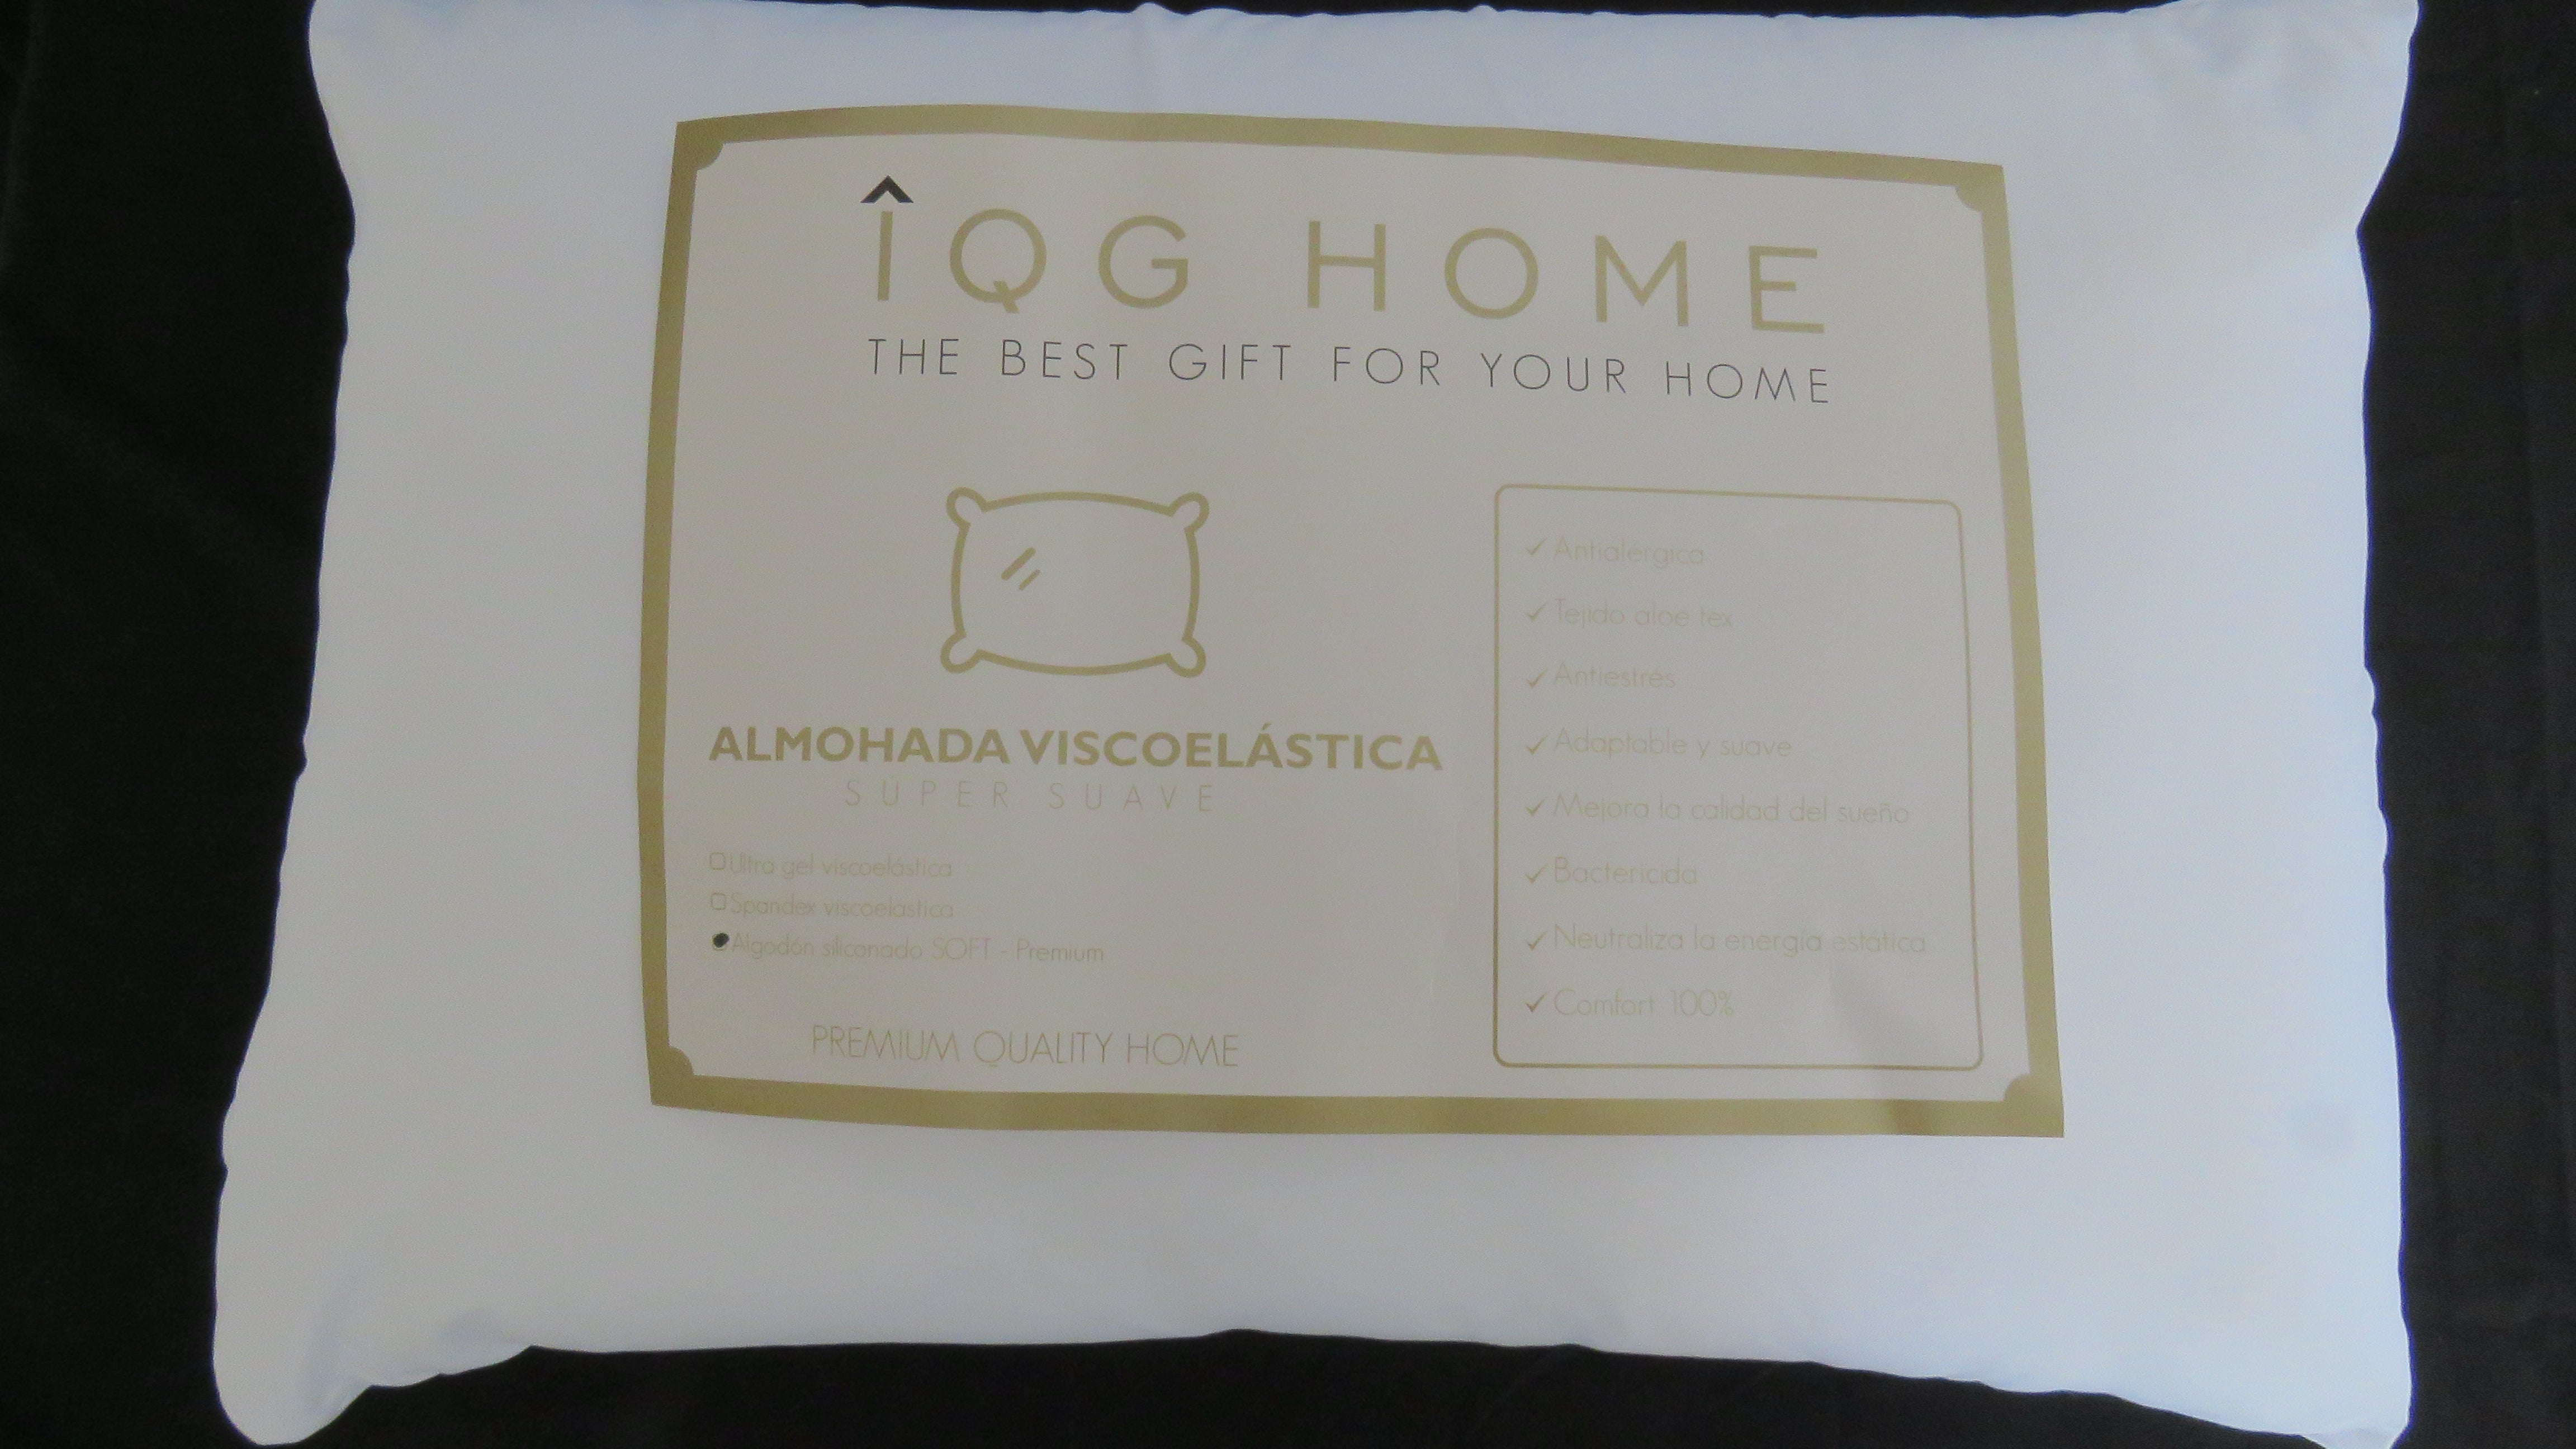 IQG HOME
THE BEST GIFT FOR YOUR HOME
ALMOHADA VISCOELÁSTICA
SÚPER SUAVE
Ultra gel viscoelástica
Spandex viscoelastica
Algodón siliconado SOFT - Premium
PREMIUM QUALITY HOME
Antialérgica
Tejido aloe tex
Antiestrés
Adaptable y suave
Mejora la calidad del sueño
Bactericida
Neutraliza la energía estática
Comfort 100%